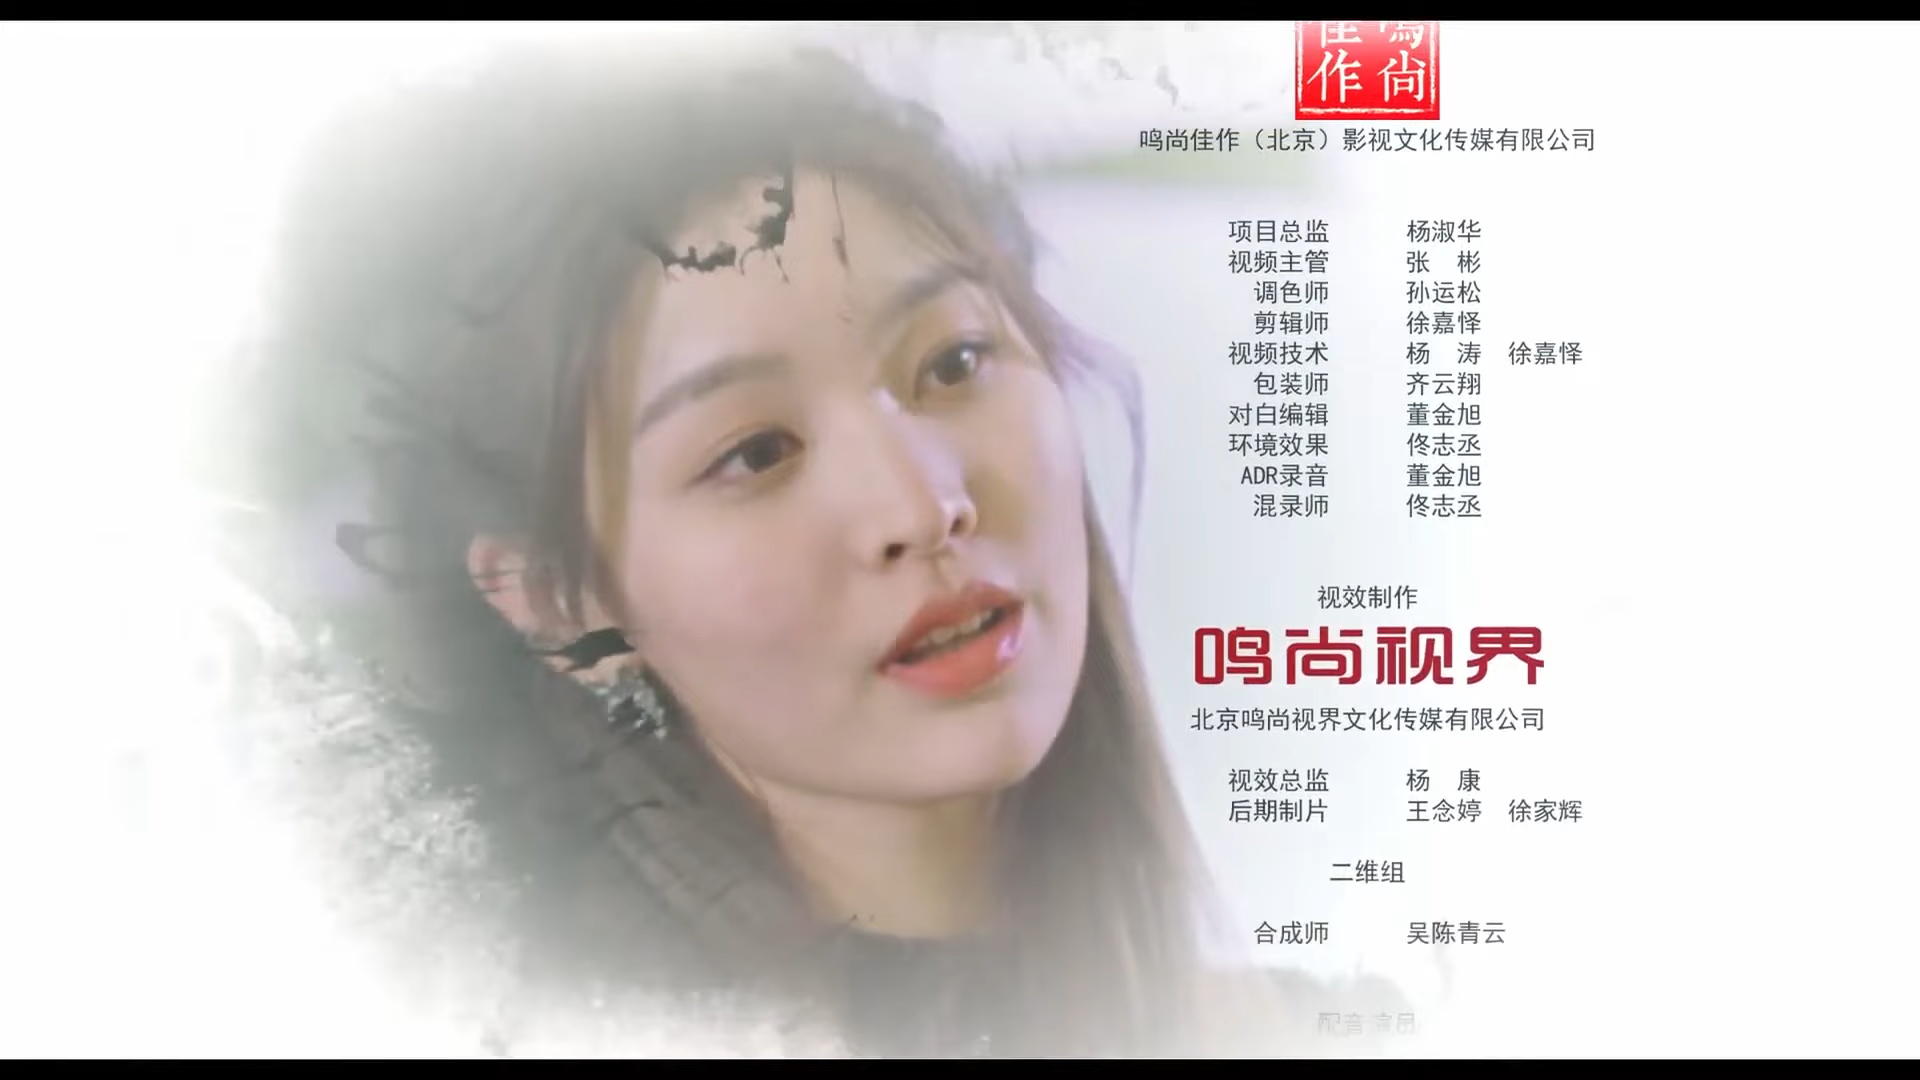 鸣尚佳作
鸣尚佳作（北京）影视文化传媒有限公司
项目总监 杨淑华
视频主管 张 彬
调色师 孙运松
剪辑师 徐嘉怿
视频技术 杨 涛 徐嘉怿
包装师 齐云翔
对白编辑 董金旭
环境效果 佟志丞
ADR录音 董金旭
混录师 佟志丞
视效制作
鸣尚视界
北京鸣尚视界文化传媒有限公司
视效总监 杨 康
后期制片 王念婷 徐家辉
二维组
合成师 吴陈青云
配音演员